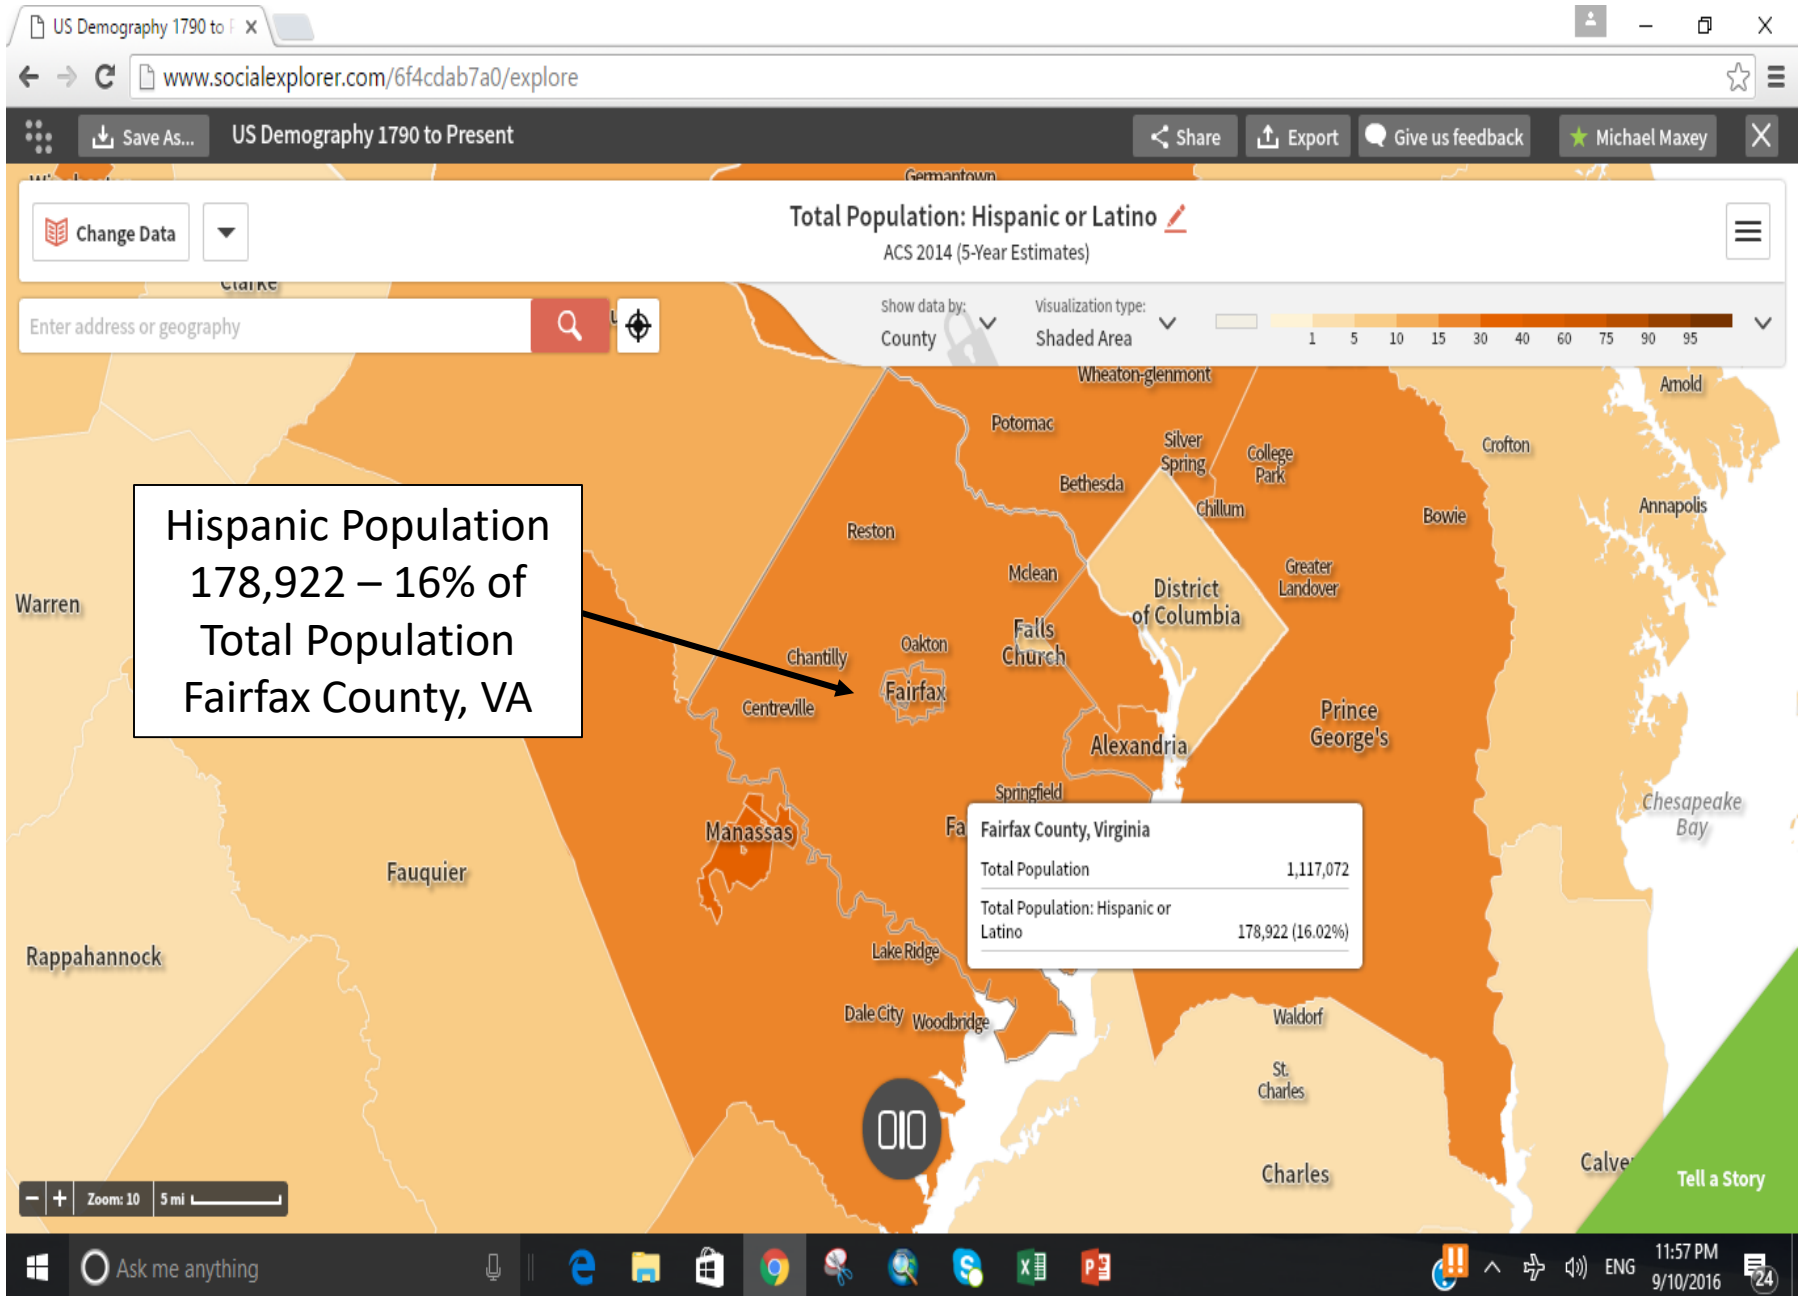 US Demography 1790 to
www.socialexplorer.com/6f4cdab7a0/explore
Save As...
US Demography 1790 to Present
Share
Export
Give us feedback
Michael Maxey
Germantown
Change Data
Total Population: Hispanic or Latino
ACS 2014 (5-Year Estimates)
Clarke
Enter address or geography
Show data by:
County
Visualization type:
Shaded Area
1 5 10 15 30 40 60 75 90 95
Wheaton-glenmont
Arnold
Potomac
Silver
Spring
College
Park
Crofton
Bethesda
Chillum
Bowie
Annapolis
Hispanic Population
178,922 – 16% of
Total Population
Fairfax County, VA
Reston
Mclean
District
of Columbia
Greater
Landover
Warren
Falls
Church
Oakton
Chantilly
Fairfax
Centreville
Prince
George's
Alexandria
Springfield
Chesapeake
Bay
Manassas
Fa
Fairfax County, Virginia
Total Population 1,117,072
Total Population: Hispanic or
Latino 178,922 (16.02%)
Fauquier
Rappahannock
Lake Ridge
Dale City
Woodbridge
Waldorf
St.
Charles
Charles
Calve
Tell a Story
− + Zoom: 10 5 mi
Ask me anything
ENG
11:57 PM
9/10/2016
24